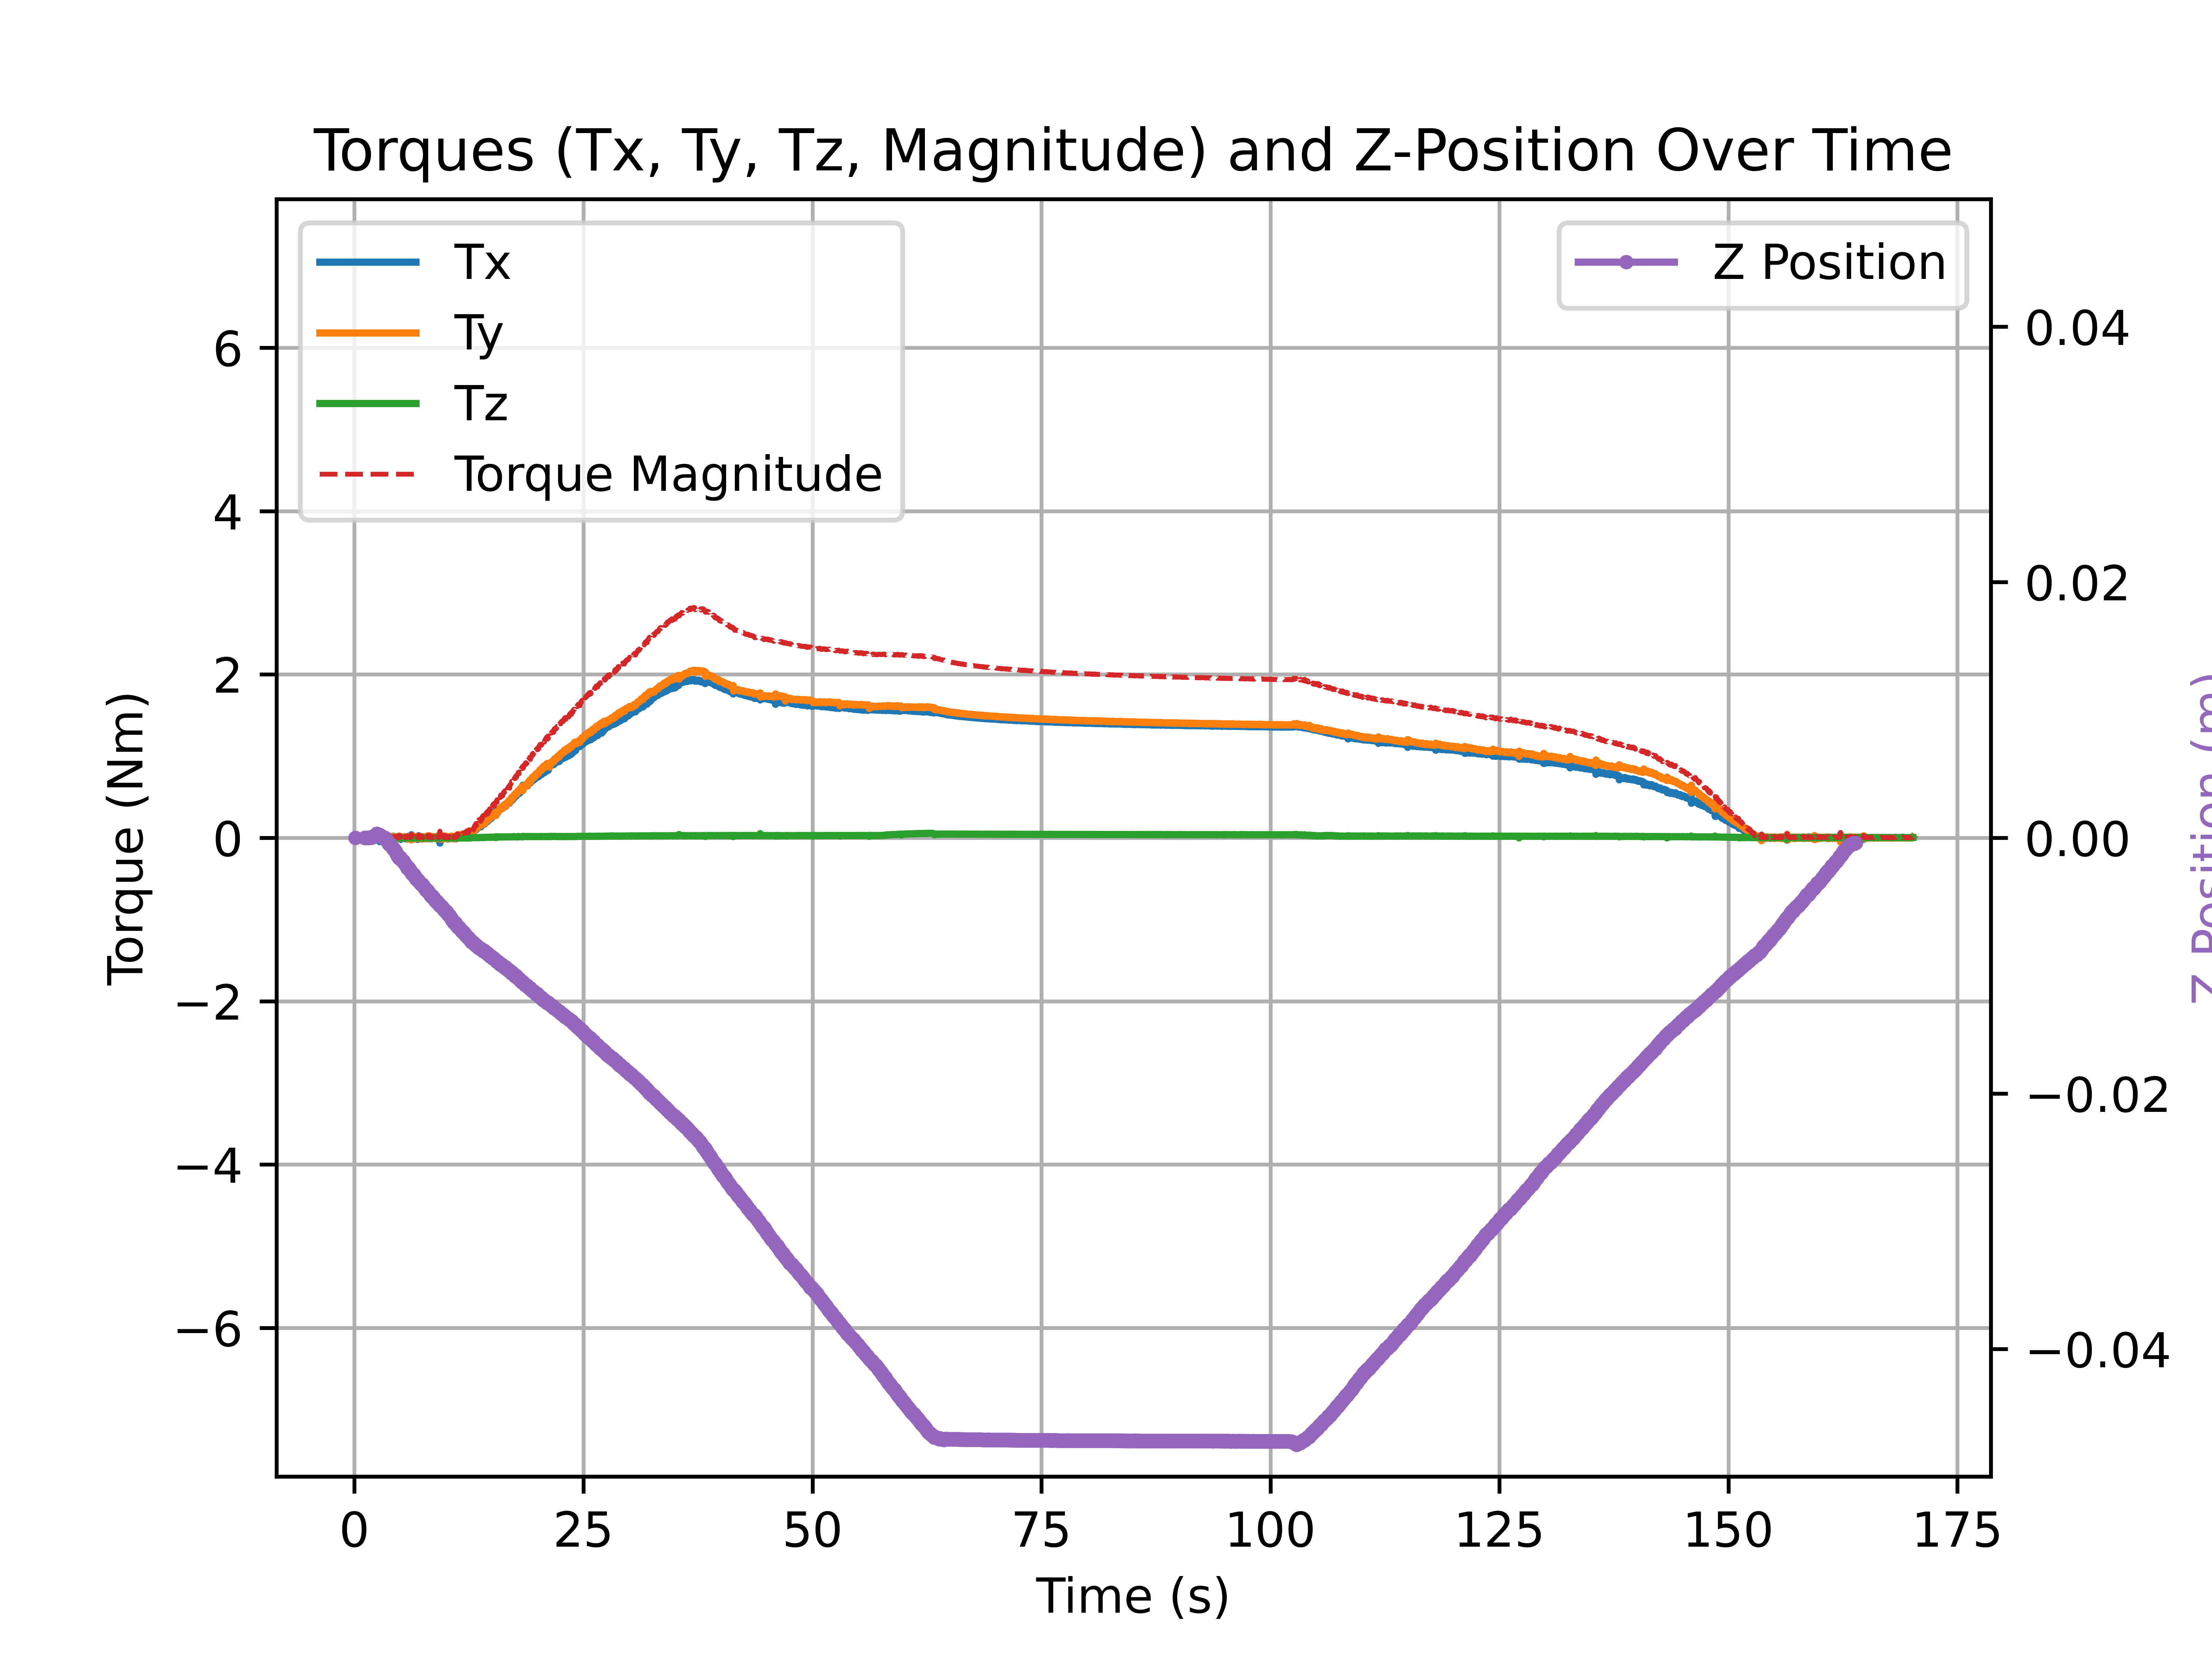 Torques (Tx, Ty, Tz, Magnitude) and Z-Position Over Time
Tx
Ty
Tz
Torque Magnitude
Z Position
6
4
2
0
−2
−4
−6
Torque (Nm)
0.04
0.02
0.00
−0.02
−0.04
Z Position (m)
0
25
50
75
100
125
150
175
Time (s)